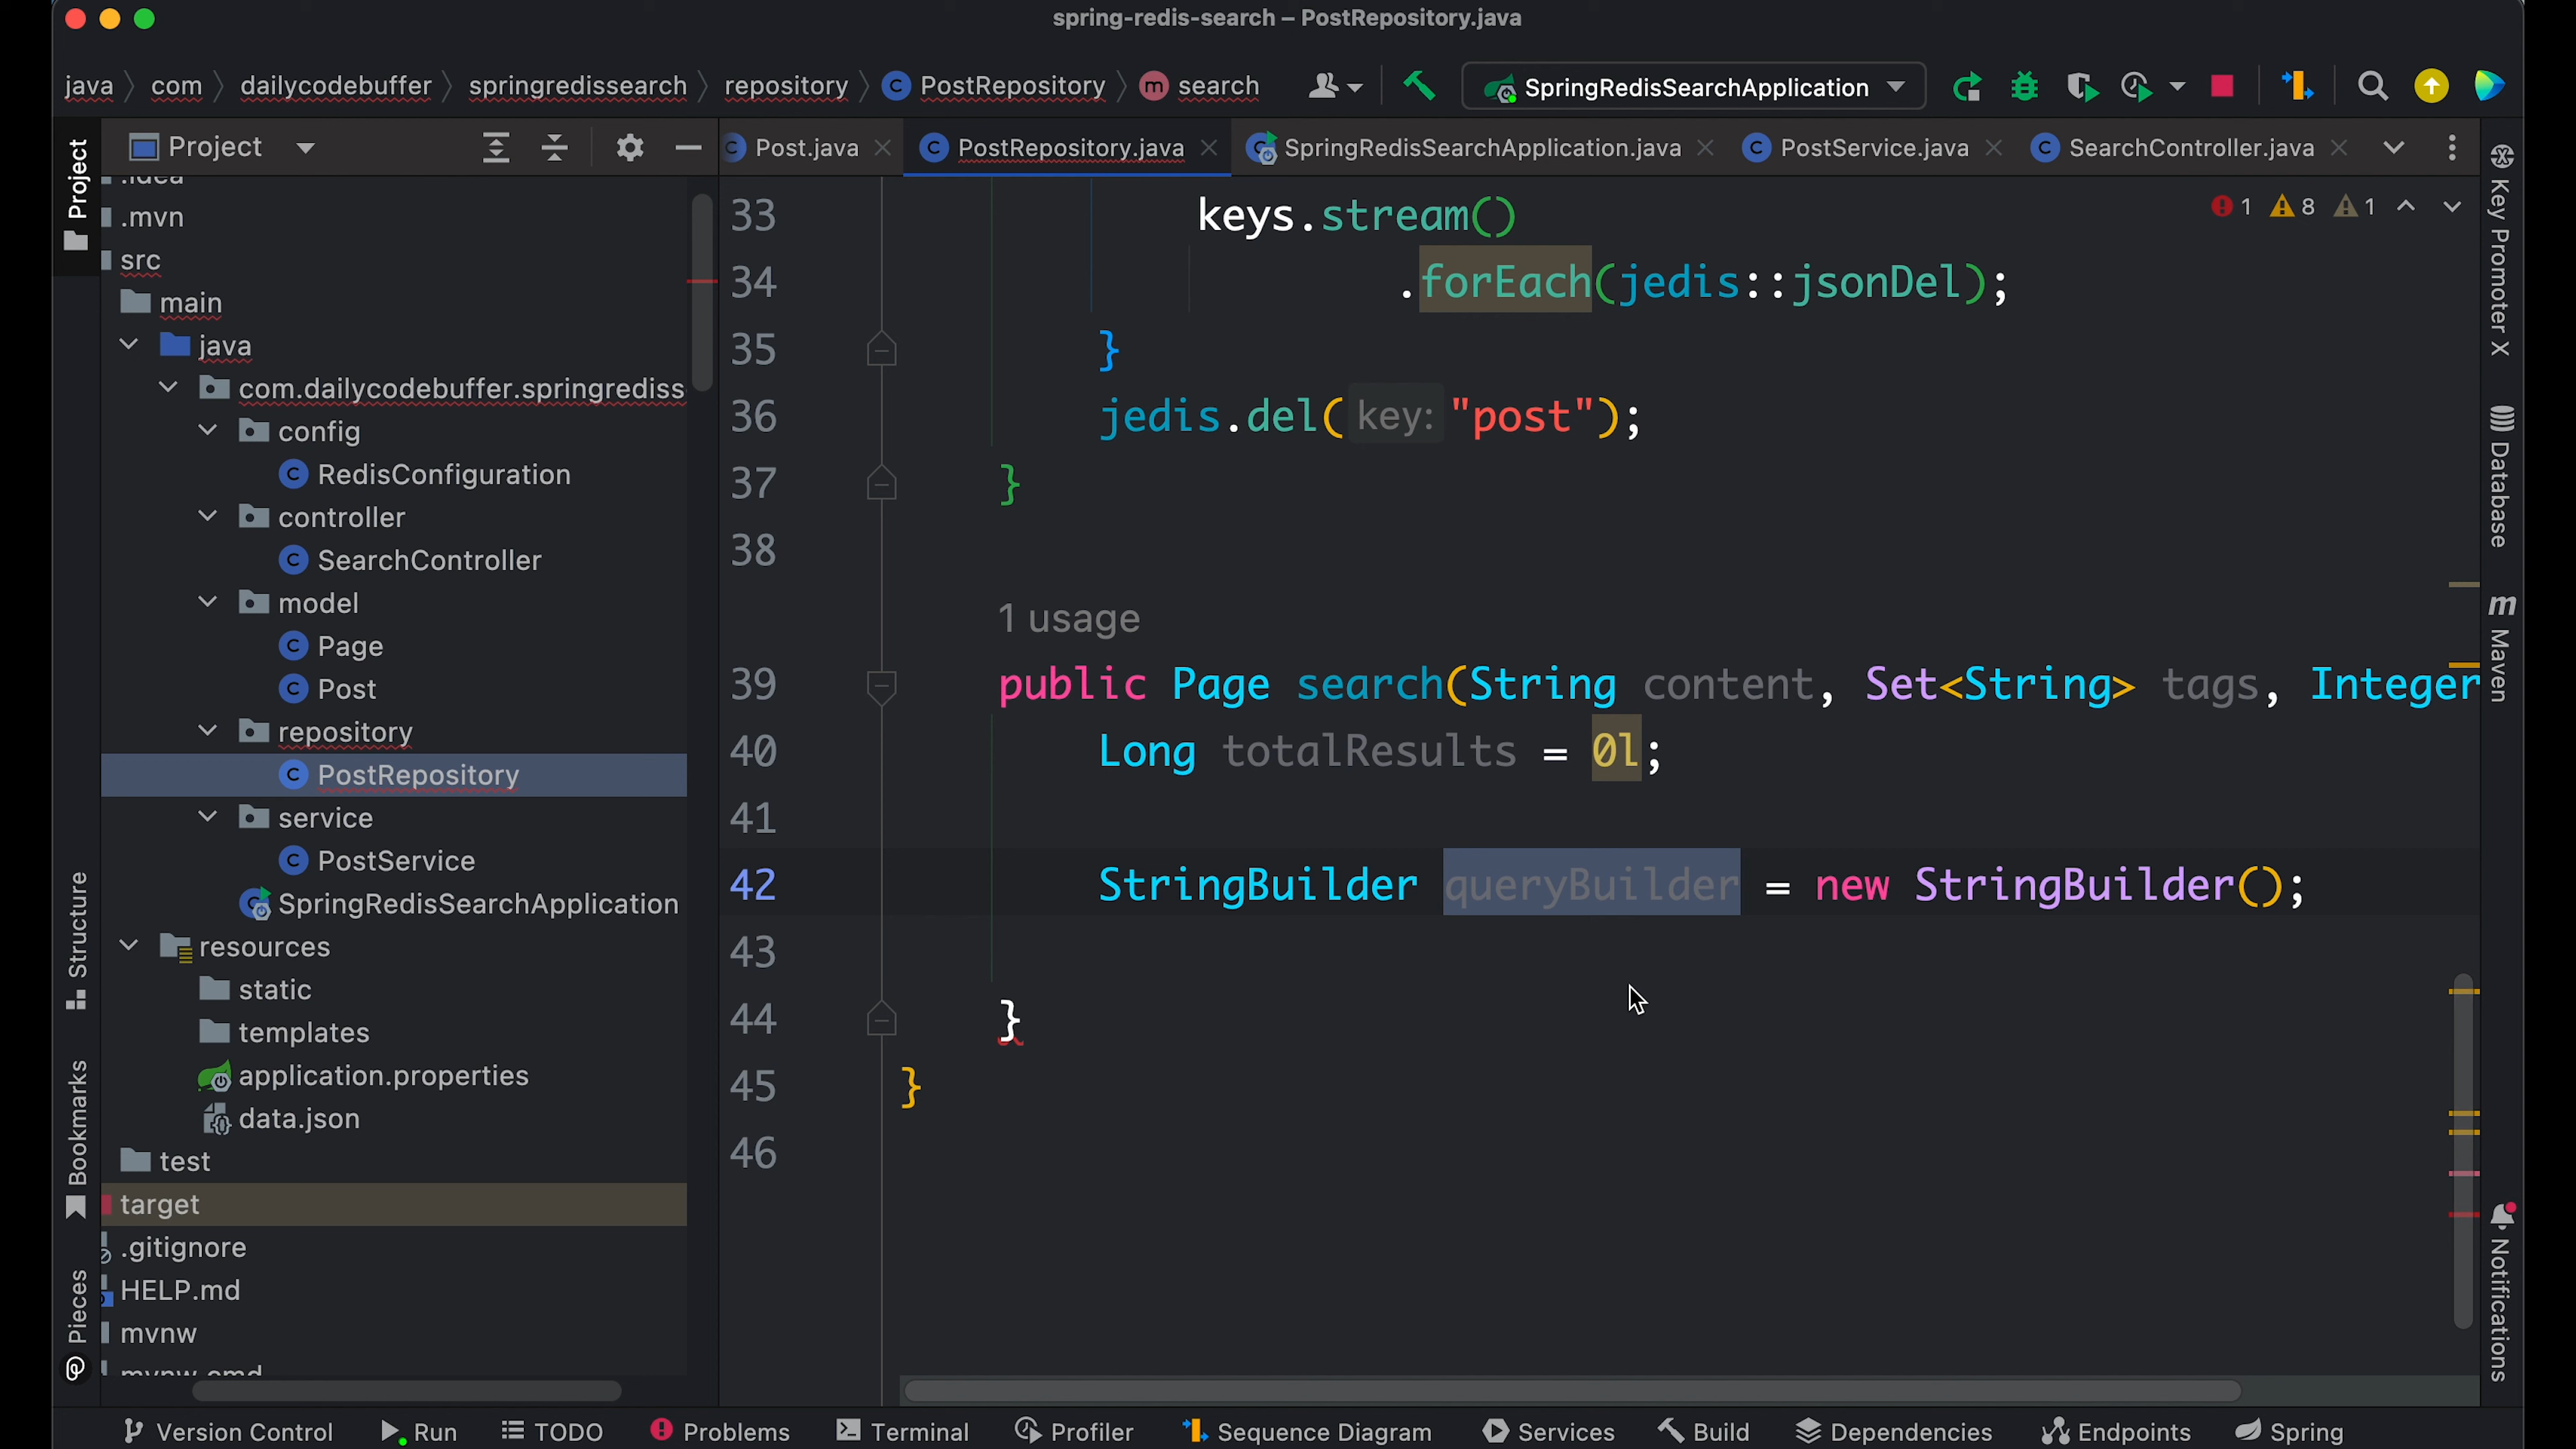 spring-redis-search – PostRepository.java
java com dailycodebuffer springredissearch repository PostRepository search SpringRedisSearchApplication
Project
Post.java PostRepository.java SpringRedisSearchApplication.java PostService.java SearchController.java
.idea
.mvn
src
main
java
com.dailycodebuffer.springrediss
config
RedisConfiguration
controller
SearchController
model
Page
Post
repository
PostRepository
service
PostService
SpringRedisSearchApplication
resources
static
templates
application.properties
data.json
test
target
.gitignore
HELP.md
mvnw
mvnw.cmd
1 8 1
33 keys.stream()
34 .forEach(jedis::jsonDel);
35 }
36 jedis.del( key: "post");
37 }
38
1 usage
39 public Page search(String content, Set<String> tags, Integer
40 Long totalResults = 0l;
41
42 StringBuilder queryBuilder = new StringBuilder();
43
44 }
45 }
46
Project
Structure
Bookmarks
Pieces
Key Promoter X
Database
Maven
Notifications
Version Control Run TODO Problems Terminal Profiler Sequence Diagram Services Build Dependencies Endpoints Spring